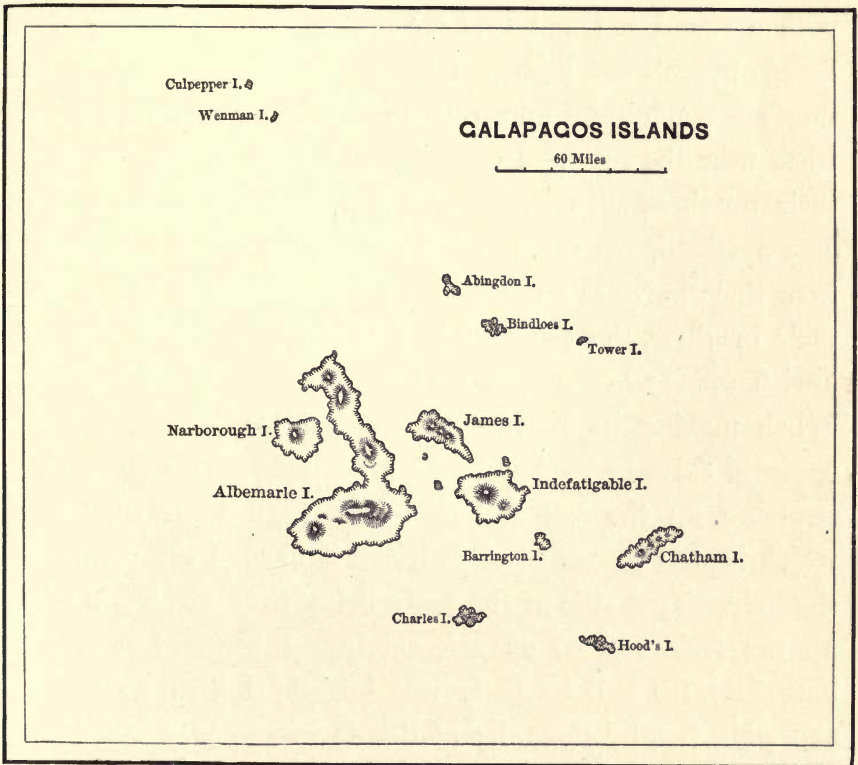 Culpepper I.
Wenman I.
GALAPAGOS ISLANDS
60 Miles
Abingdon I.
Bindloes I.
Tower I.
James I.
Narborough I.
Albemarle I.
Indefatigable I.
Barrington I.
Chatham I.
Charles I.
Hood's I.